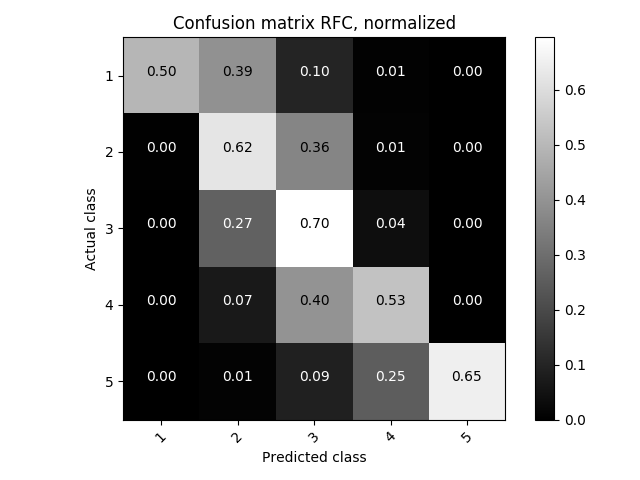 Confusion matrix RFC, normalized
1 0.50 0.39 0.10 0.01 0.00
2 0.00 0.62 0.36 0.01 0.00
3 0.00 0.27 0.70 0.04 0.00
4 0.00 0.07 0.40 0.53 0.00
5 0.00 0.01 0.09 0.25 0.65
1 2 3 4 5
Predicted class
Actual class
0.6
0.5
0.4
0.3
0.2
0.1
0.0